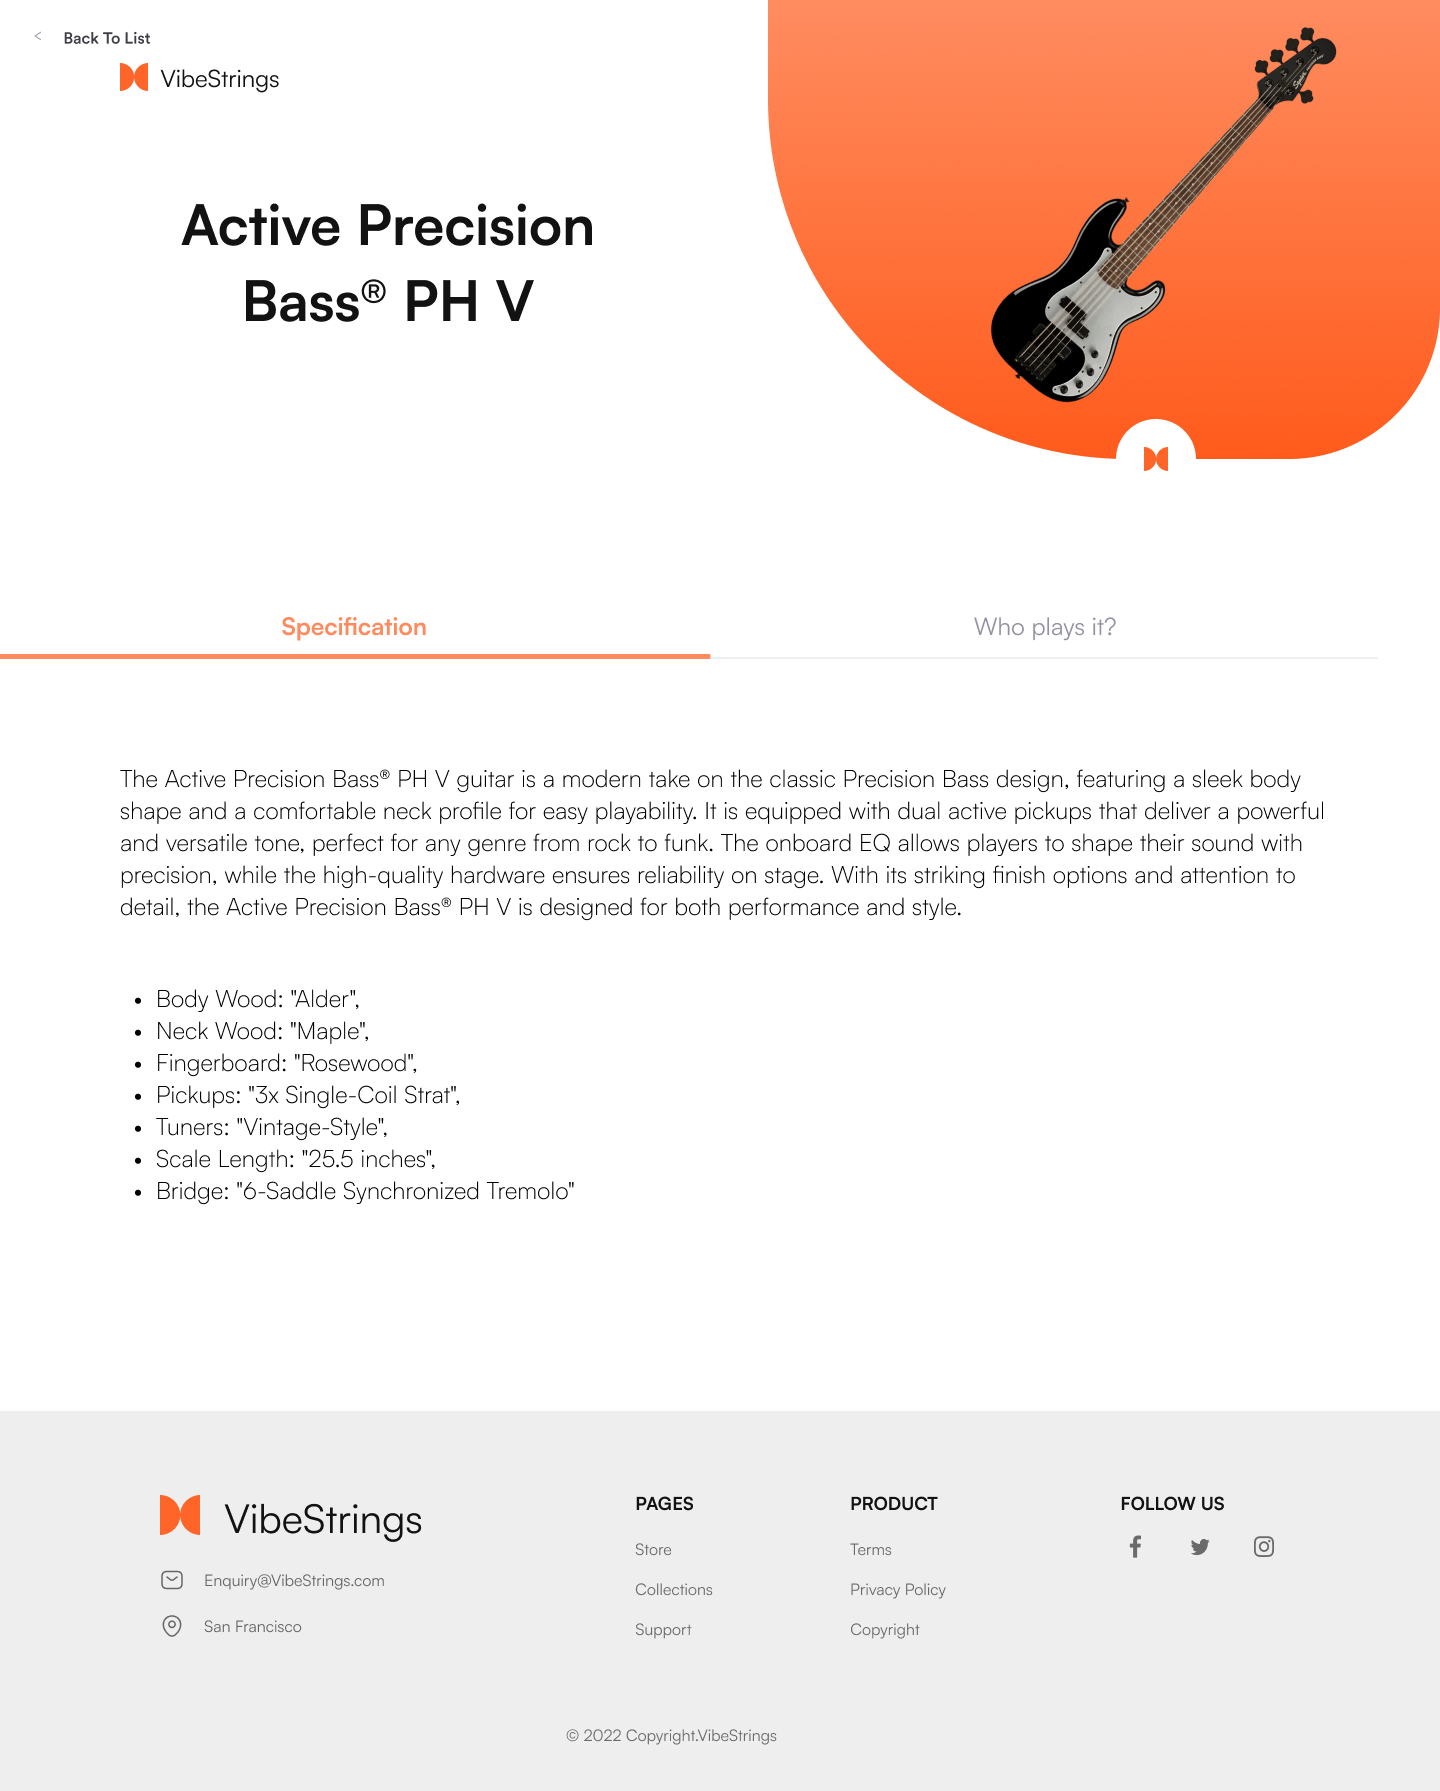 < Back To List
VibeStrings
Active Precision
Bass® PH V
Squier
Specification
Who plays it?
The Active Precision Bass® PH V guitar is a modern take on the classic Precision Bass design, featuring a sleek body
shape and a comfortable neck profile for easy playability. It is equipped with dual active pickups that deliver a powerful
and versatile tone, perfect for any genre from rock to funk. The onboard EQ allows players to shape their sound with
precision, while the high-quality hardware ensures reliability on stage. With its striking finish options and attention to
detail, the Active Precision Bass® PH V is designed for both performance and style.
• Body Wood: "Alder",
• Neck Wood: "Maple",
• Fingerboard: "Rosewood",
• Pickups: "3x Single-Coil Strat",
• Tuners: "Vintage-Style",
• Scale Length: "25.5 inches",
• Bridge: "6-Saddle Synchronized Tremolo"
VibeStrings
Enquiry@VibeStrings.com
San Francisco
PAGES
Store
Collections
Support
PRODUCT
Terms
Privacy Policy
Copyright
FOLLOW US
© 2022 Copyright.VibeStrings